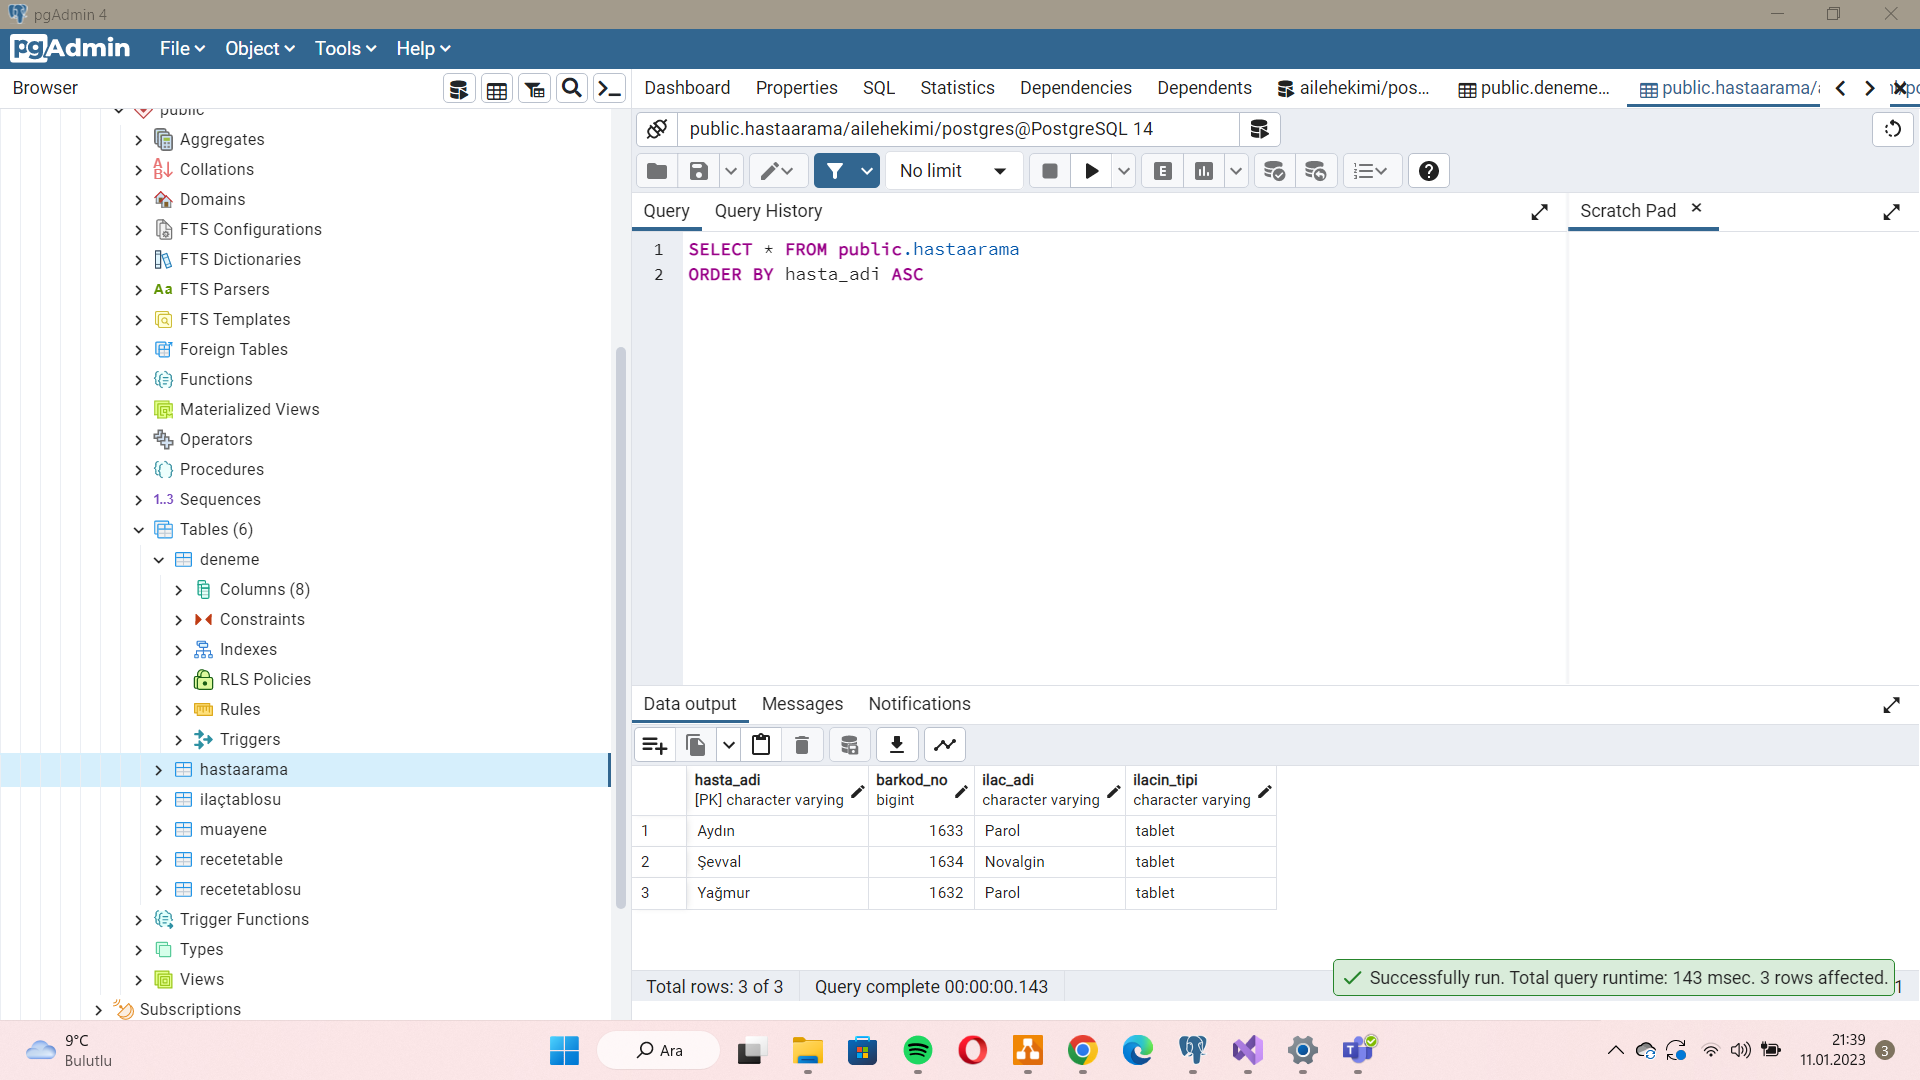 pgAdmin 4
pgAdmin File Object Tools Help
Browser
Dashboard Properties SQL Statistics Dependencies Dependents ailehekimi/pos... public.deneme... public.hastaarama/
public
Aggregates
Collations
Domains
FTS Configurations
FTS Dictionaries
Aa FTS Parsers
FTS Templates
Foreign Tables
Functions
Materialized Views
Operators
Procedures
1..3 Sequences
Tables (6)
deneme
Columns (8)
Constraints
Indexes
RLS Policies
Rules
Triggers
hastaarama
ilaçtablosu
muayene
recetetable
recetetablosu
Trigger Functions
Types
Views
Subscriptions
public.hastaarama/ailehekimi/postgres@PostgreSQL 14
No limit
E
Query Query History
Scratch Pad
1 SELECT * FROM public.hastaarama
2 ORDER BY hasta_adi ASC
Data output Messages Notifications
hasta_adi barkod_no ilac_adi ilacin_tipi
[PK] character varying bigint character varying character varying
1 Aydın 1633 Parol tablet
2 Şevval 1634 Novalgin tablet
3 Yağmur 1632 Parol tablet
Total rows: 3 of 3 Query complete 00:00:00.143
Successfully run. Total query runtime: 143 msec. 3 rows affected.
1
9°C
Bulutlu
Ara
21:39
11.01.2023
3